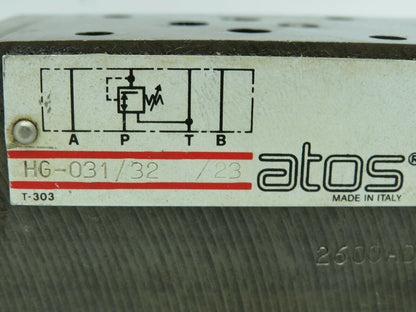 A P T B
HG-031/32 /23
atos®
T-303
MADE IN ITALY